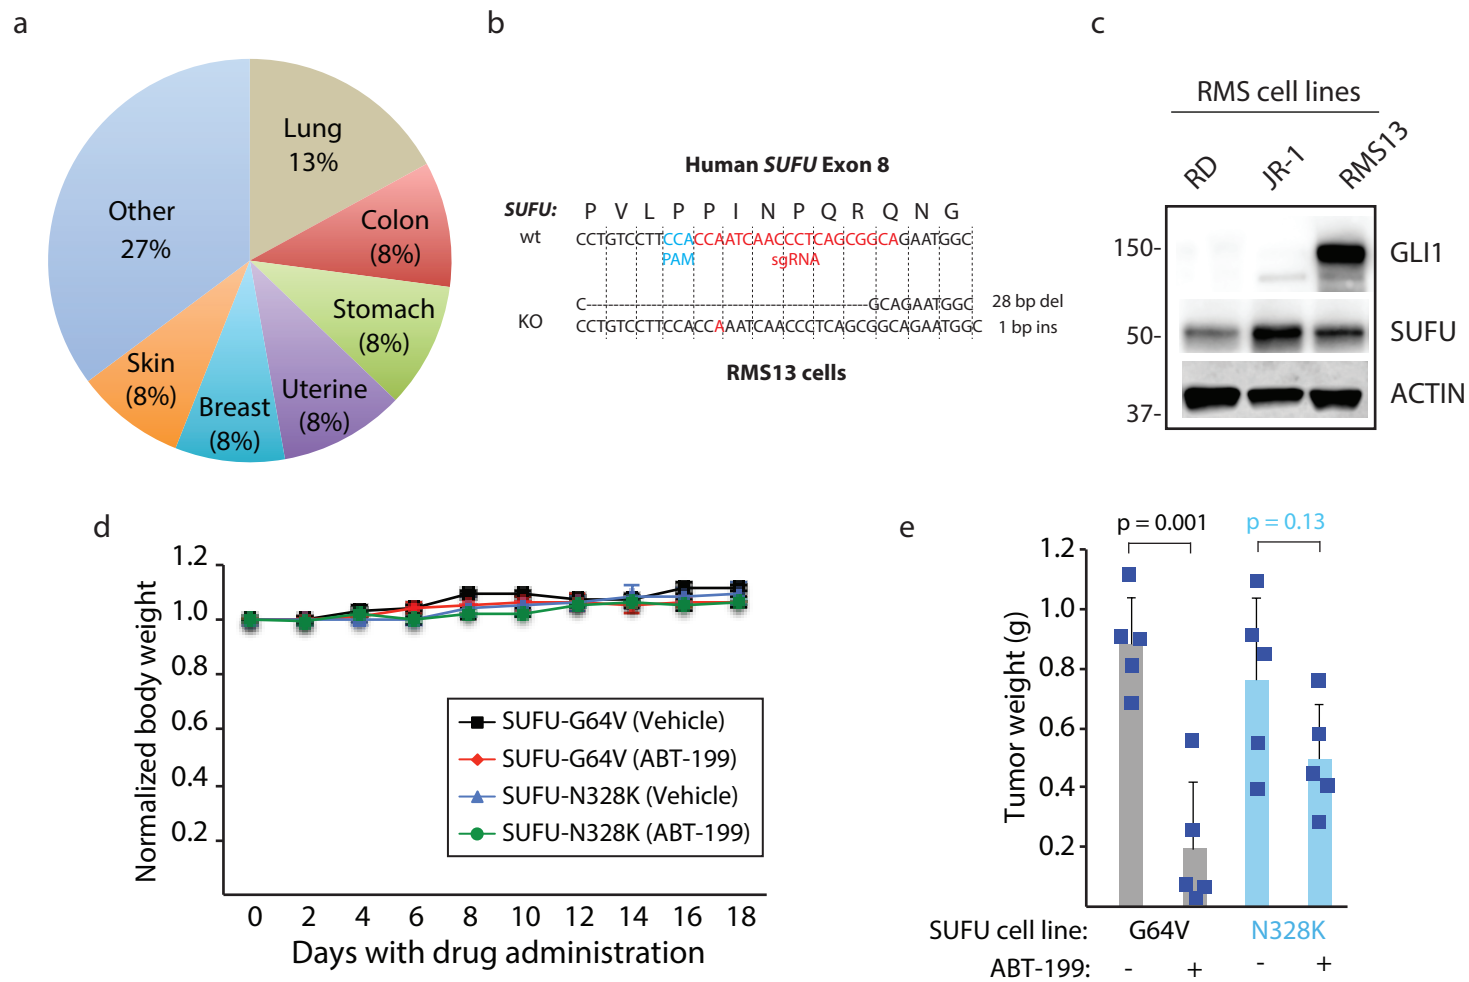 a
Lung
13%
Colon
(8%)
Stomach
(8%)
Uterine
(8%)
Breast
(8%)
Skin
(8%)
Other
27%
b
Human SUFU Exon 8
SUFU: P V L P P I N P Q R Q N G
wt CCTGTCCTTCCACCAATCAACCCTCAGCGGCAGAATGGC
PAM sgRNA
C--------------------------------------GCAGAATGGC 28 bp del
KO
CCTGTCCTTCCACCAAATCAACCCTCAGCGGCAGAATGGC 1 bp ins
RMS13 cells
c
RMS cell lines
RD JR-1 RMS13
150- GLI1
50- SUFU
37- ACTIN
d
Normalized body weight
1.2
1.0
0.8
0.6
0.4
0.2
SUFU-G64V (Vehicle)
SUFU-G64V (ABT-199)
SUFU-N328K (Vehicle)
SUFU-N328K (ABT-199)
0 2 4 6 8 10 12 14 16 18
Days with drug administration
e
p = 0.001 p = 0.13
Tumor weight (g)
1.2
1.0
0.8
0.6
0.4
0.2
SUFU cell line: G64V N328K
ABT-199: - + - +